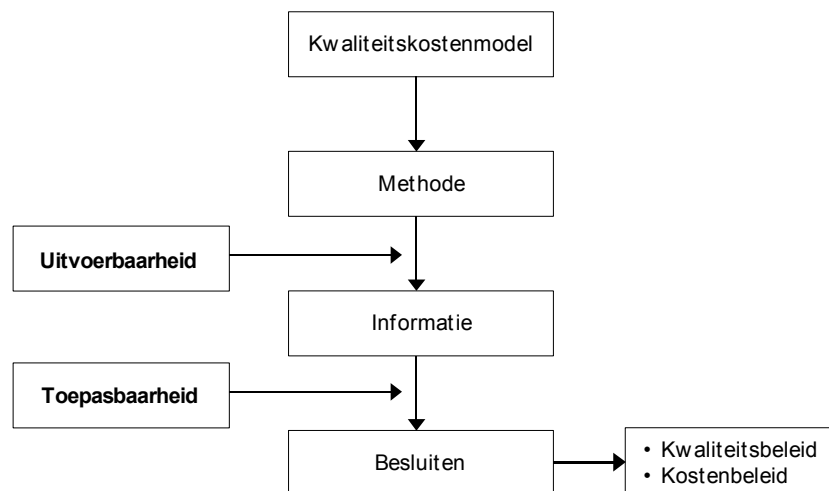 Kwaliteitskostenmodel
Methode
Uitvoerbaarheid
Informatie
Toepasbaarheid
Besluiten
• Kwaliteitsbeleid
• Kostenbeleid